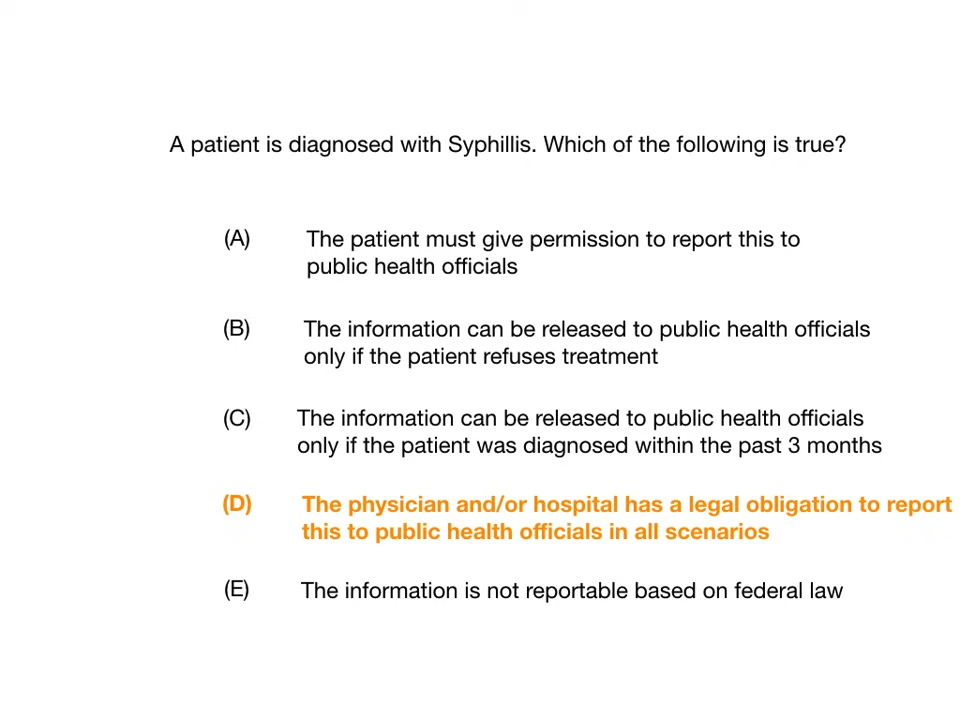 A patient is diagnosed with Syphillis. Which of the following is true?
(A) The patient must give permission to report this to
public health officials
(B) The information can be released to public health officials
only if the patient refuses treatment
(C) The information can be released to public health officials
only if the patient was diagnosed within the past 3 months
(D) The physician and/or hospital has a legal obligation to report
this to public health officials in all scenarios
(E) The information is not reportable based on federal law